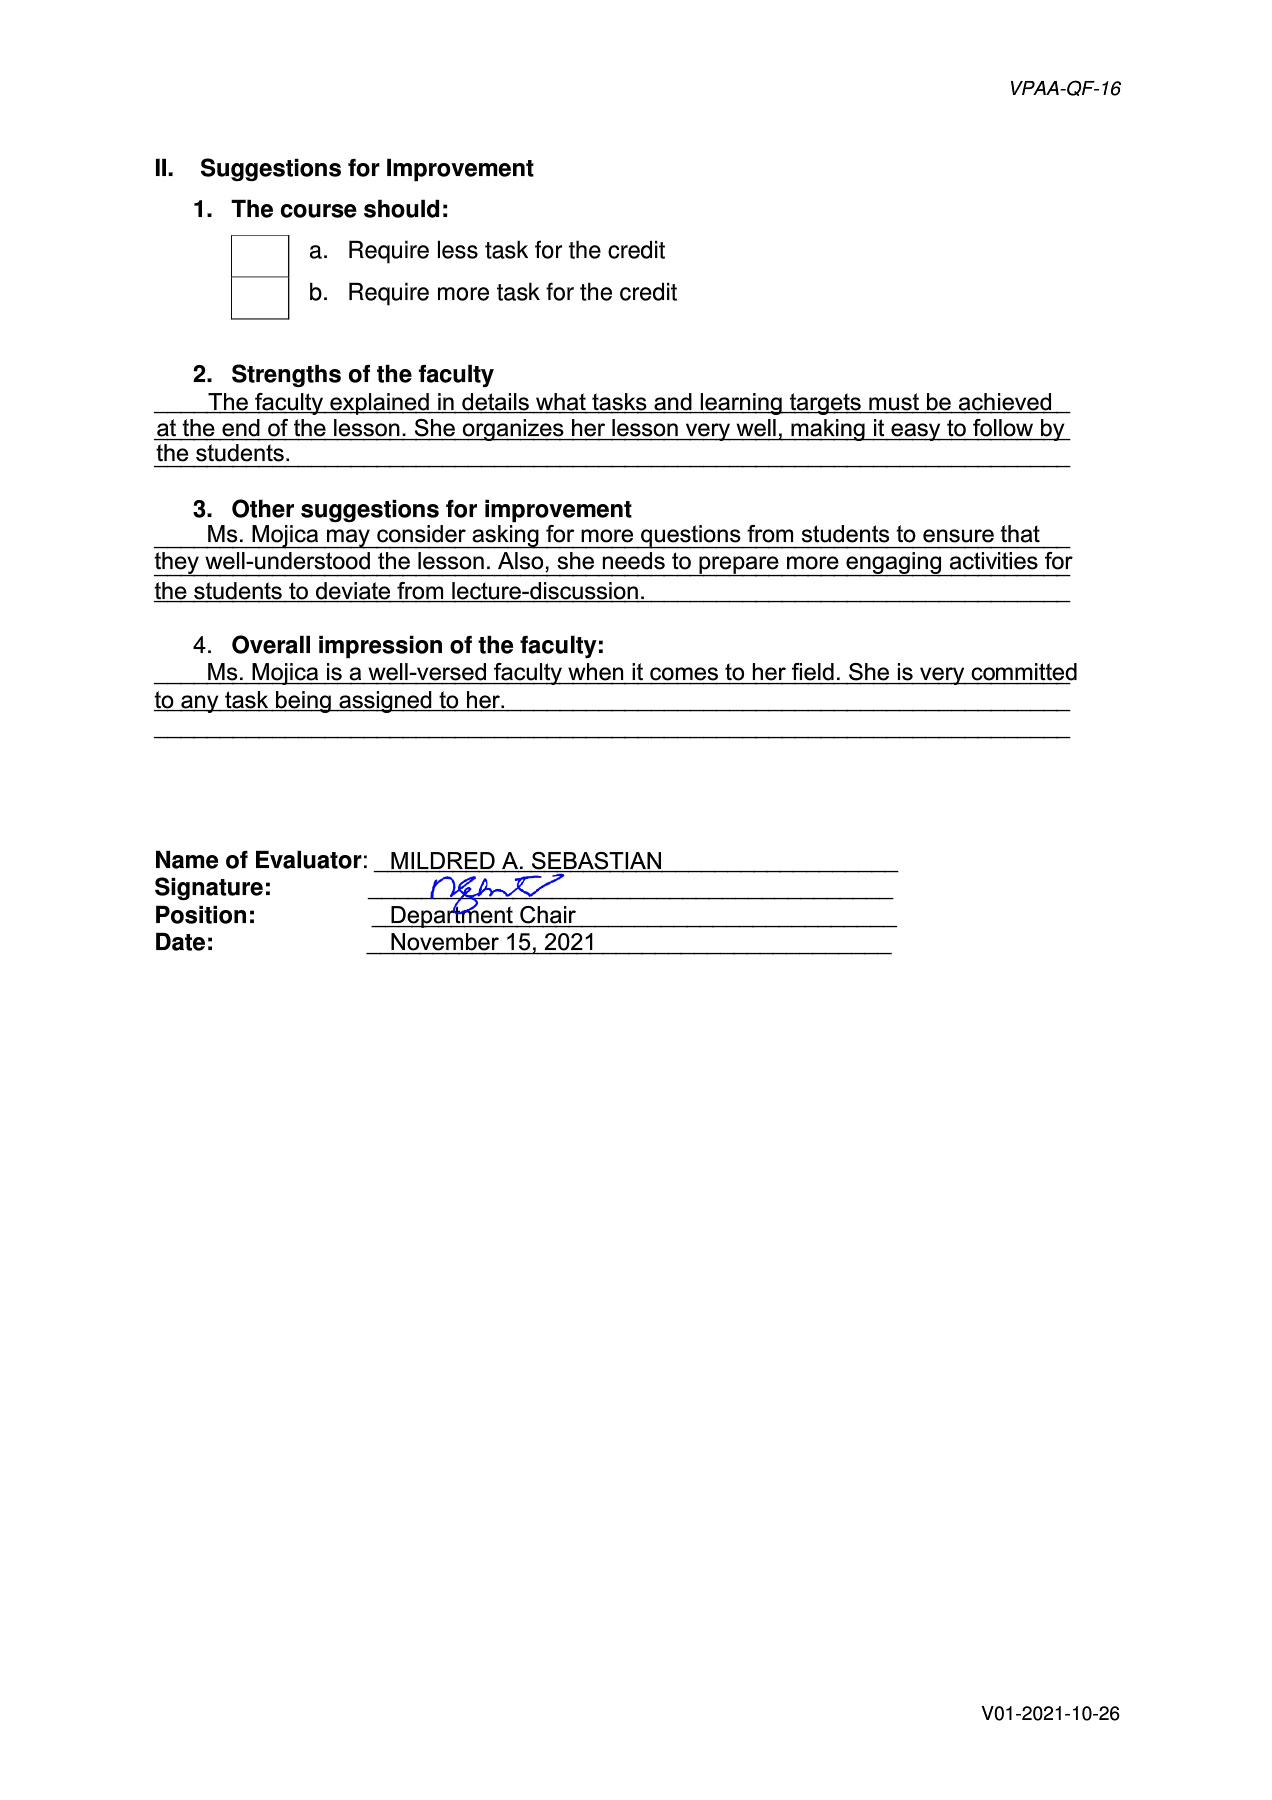 VPAA-QF-16
II. Suggestions for Improvement
1. The course should:
a. Require less task for the credit
b. Require more task for the credit
2. Strengths of the faculty
The faculty explained in details what tasks and learning targets must be achieved
at the end of the lesson. She organizes her lesson very well, making it easy to follow by
the students.
3. Other suggestions for improvement
Ms. Mojica may consider asking for more questions from students to ensure that
they well-understood the lesson. Also, she needs to prepare more engaging activities for
the students to deviate from lecture-discussion.
4. Overall impression of the faculty:
Ms. Mojica is a well-versed faculty when it comes to her field. She is very committed
to any task being assigned to her.
Name of Evaluator: MILDRED A. SEBASTIAN
Signature:
Position: Department Chair
Date: November 15, 2021
V01-2021-10-26